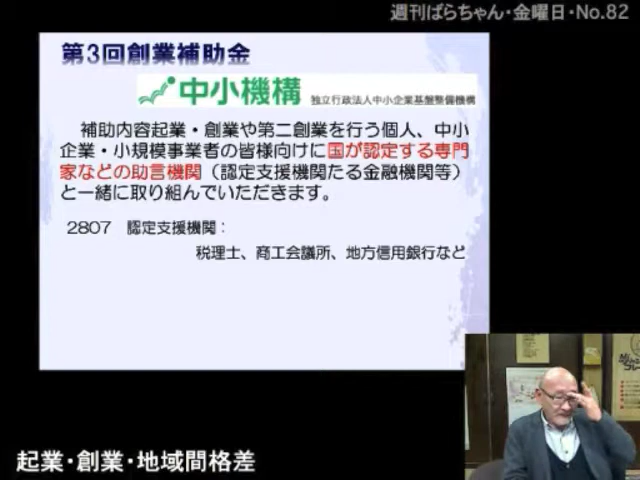 週刊ばらちゃん・金曜日・No.82
第3回創業補助金
中小機構 独立行政法人中小企業基盤整備機構
補助内容起業・創業や第二創業を行う個人、中小
企業・小規模事業者の皆様向けに国が認定する専門
家などの助言機関（認定支援機関たる金融機関等）
と一緒に取り組んでいただきます。
2807 認定支援機関：
税理士、商工会議所、地方信用銀行など
起業・創業・地域間格差